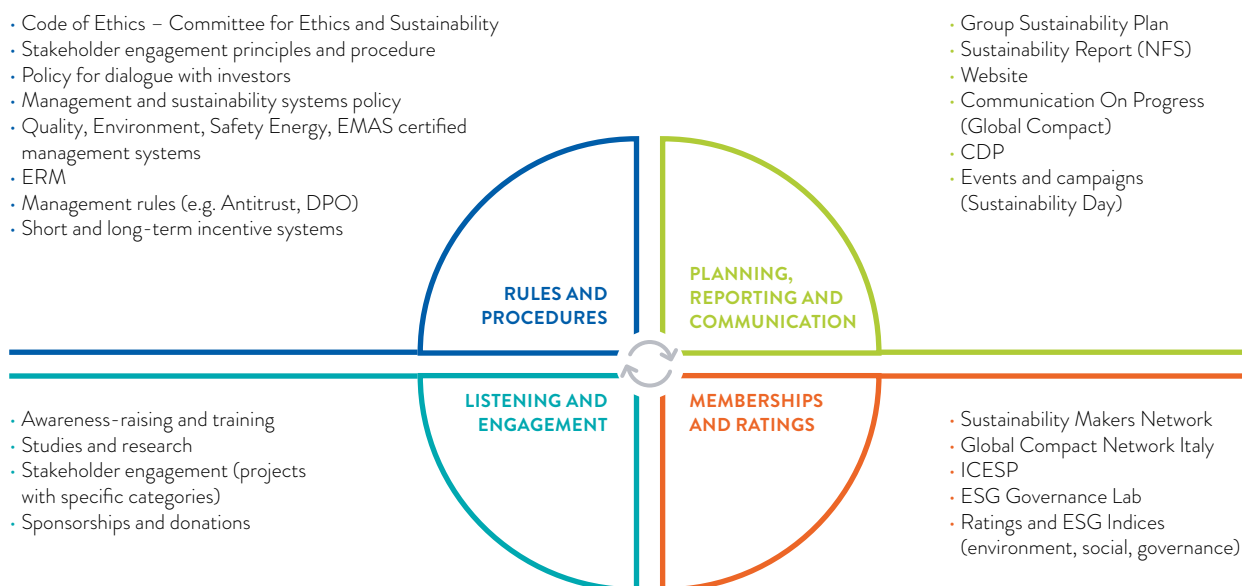 • Code of Ethics – Committee for Ethics and Sustainability
• Stakeholder engagement principles and procedure
• Policy for dialogue with investors
• Management and sustainability systems policy
• Quality, Environment, Safety Energy, EMAS certified
management systems
• ERM
• Management rules (e.g. Antitrust, DPO)
• Short and long-term incentive systems
• Group Sustainability Plan
• Sustainability Report (NFS)
• Website
• Communication On Progress
(Global Compact)
• CDP
• Events and campaigns
(Sustainability Day)
RULES AND
PROCEDURES
PLANNING,
REPORTING AND
COMMUNICATION
LISTENING AND
ENGAGEMENT
MEMBERSHIPS
AND RATINGS
• Awareness-raising and training
• Studies and research
• Stakeholder engagement (projects
with specific categories)
• Sponsorships and donations
• Sustainability Makers Network
• Global Compact Network Italy
• ICESP
• ESG Governance Lab
• Ratings and ESG Indices
(environment, social, governance)